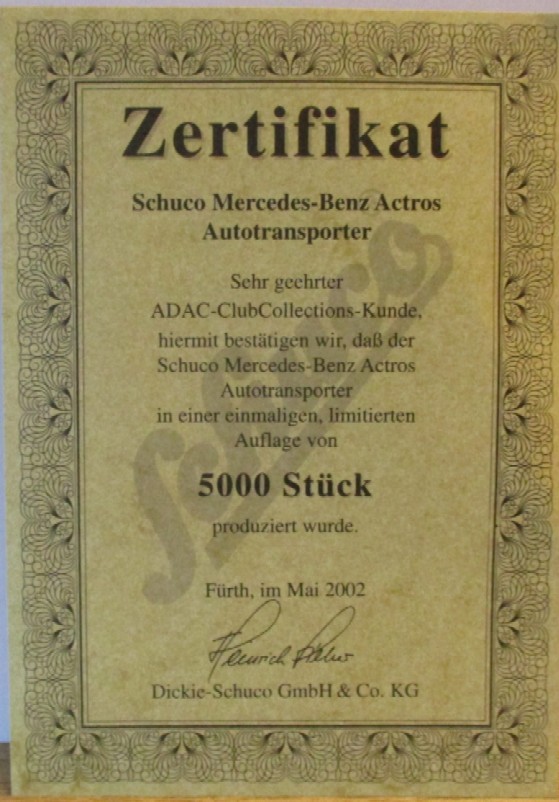 Zertifikat
Schuco Mercedes-Benz Actros
Autotransporter
Sehr geehrter
ADAC-ClubCollections-Kunde,
hiermit bestätigen wir, daß der
Schuco Mercedes-Benz Actros
Autotransporter
in einer einmaligen, limitierten
Auflage von
5000 Stück
produziert wurde.
Schuco
Fürth, im Mai 2002
Heinrich
Dickie-Schuco GmbH & Co. KG